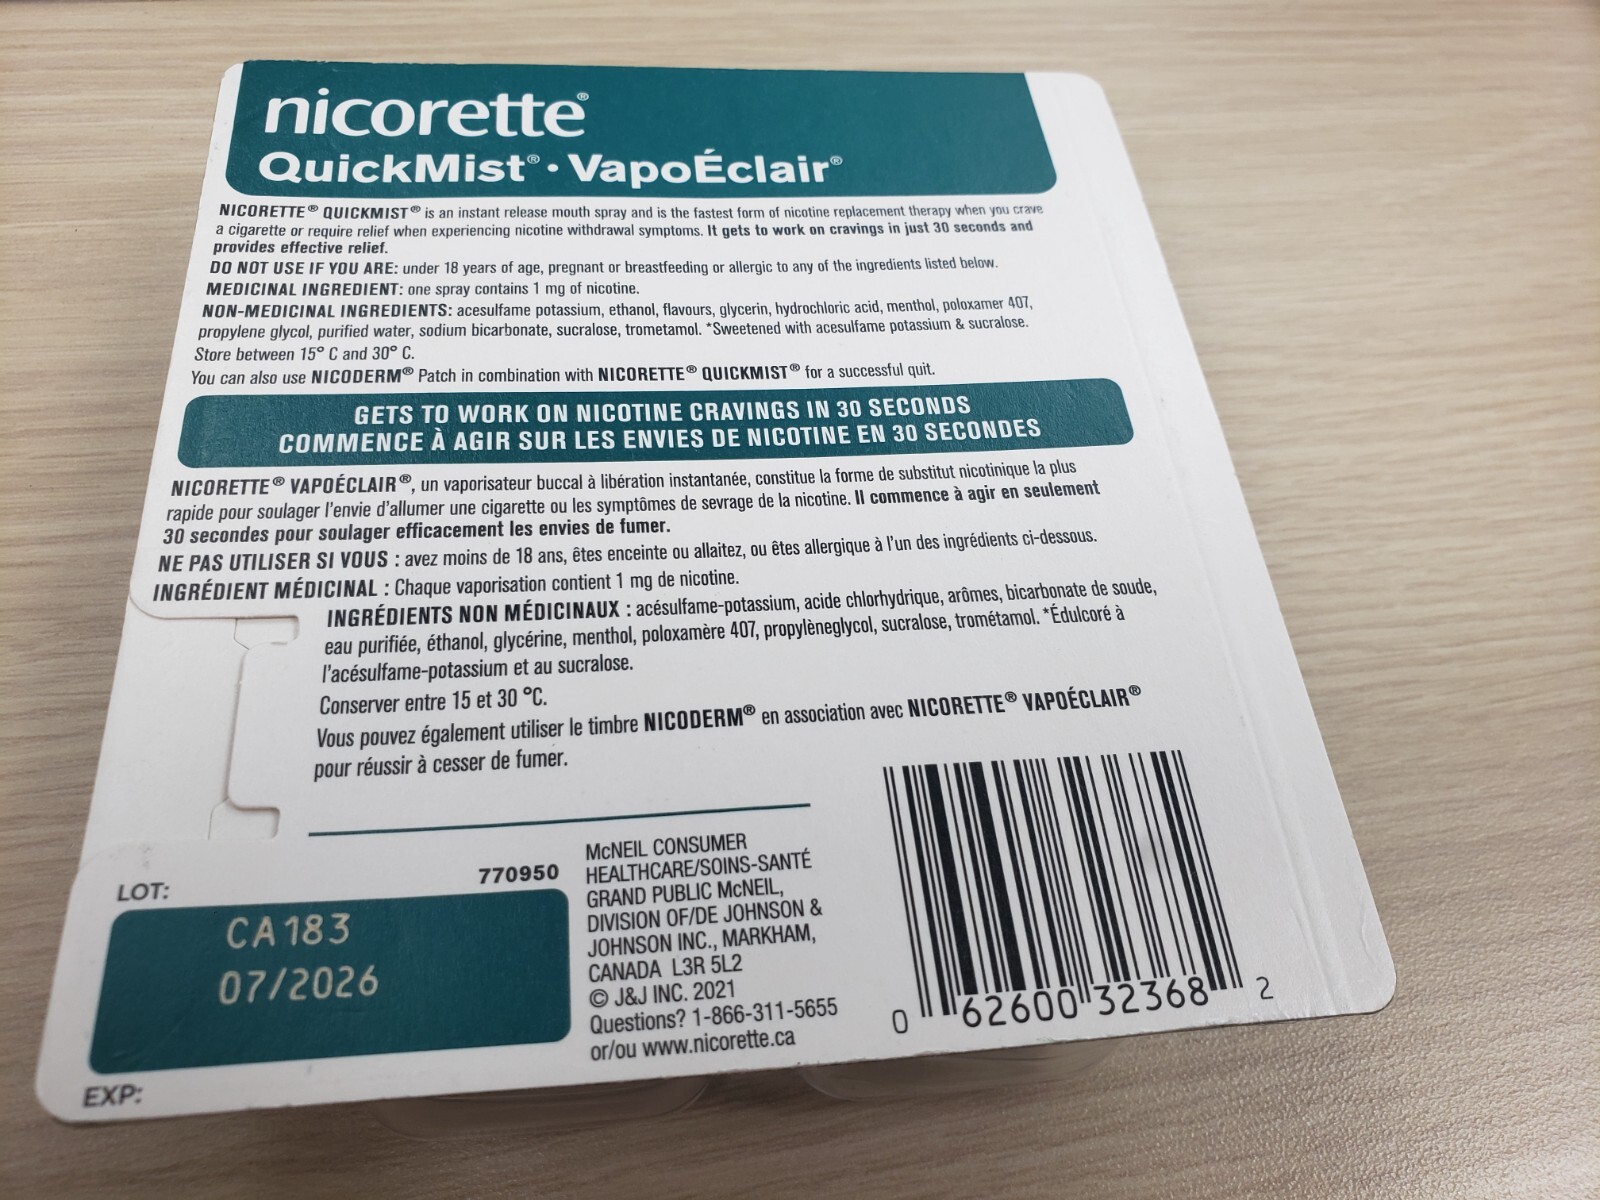 nicorette®
QuickMist® • VapoÉclair®
NICORETTE® QUICKMIST® is an instant release mouth spray and is the fastest form of nicotine replacement therapy when you crave
a cigarette or require relief when experiencing nicotine withdrawal symptoms. It gets to work on cravings in just 30 seconds and
provides effective relief.
DO NOT USE IF YOU ARE: under 18 years of age, pregnant or breastfeeding or allergic to any of the ingredients listed below.
MEDICINAL INGREDIENT: one spray contains 1 mg of nicotine.
NON-MEDICINAL INGREDIENTS: acesulfame potassium, ethanol, flavours, glycerin, hydrochloric acid, menthol, poloxamer 407,
propylene glycol, purified water, sodium bicarbonate, sucralose, trometamol. *Sweetened with acesulfame potassium & sucralose.
Store between 15° C and 30° C.
You can also use NICODERM® Patch in combination with NICORETTE® QUICKMIST® for a successful quit.
GETS TO WORK ON NICOTINE CRAVINGS IN 30 SECONDS
COMMENCE À AGIR SUR LES ENVIES DE NICOTINE EN 30 SECONDES
NICORETTE® VAPOÉCLAIR®, un vaporisateur buccal à libération instantanée, constitue la forme de substitut nicotinique la plus
rapide pour soulager l'envie d'allumer une cigarette ou les symptômes de sevrage de la nicotine. Il commence à agir en seulement
30 secondes pour soulager efficacement les envies de fumer.
NE PAS UTILISER SI VOUS : avez moins de 18 ans, êtes enceinte ou allaitez, ou êtes allergique à l'un des ingrédients ci-dessous.
INGRÉDIENT MÉDICINAL : Chaque vaporisation contient 1 mg de nicotine.
INGRÉDIENTS NON MÉDICINAUX : acésulfame-potassium, acide chlorhydrique, arômes, bicarbonate de soude,
eau purifiée, éthanol, glycérine, menthol, poloxamère 407, propylèneglycol, sucralose, trométamol. *Édulcoré à
l'acésulfame-potassium et au sucralose.
Conserver entre 15 et 30 °C.
Vous pouvez également utiliser le timbre NICODERM® en association avec NICORETTE® VAPOÉCLAIR®
pour réussir à cesser de fumer.
LOT:
770950
CA183
07/2026
EXP:
McNEIL CONSUMER
HEALTHCARE/SOINS-SANTÉ
GRAND PUBLIC McNEIL,
DIVISION OF/DE JOHNSON &
JOHNSON INC., MARKHAM,
CANADA L3R 5L2
© J&J INC. 2021
Questions? 1-866-311-5655
or/ou www.nicorette.ca
0 62600 32368 2